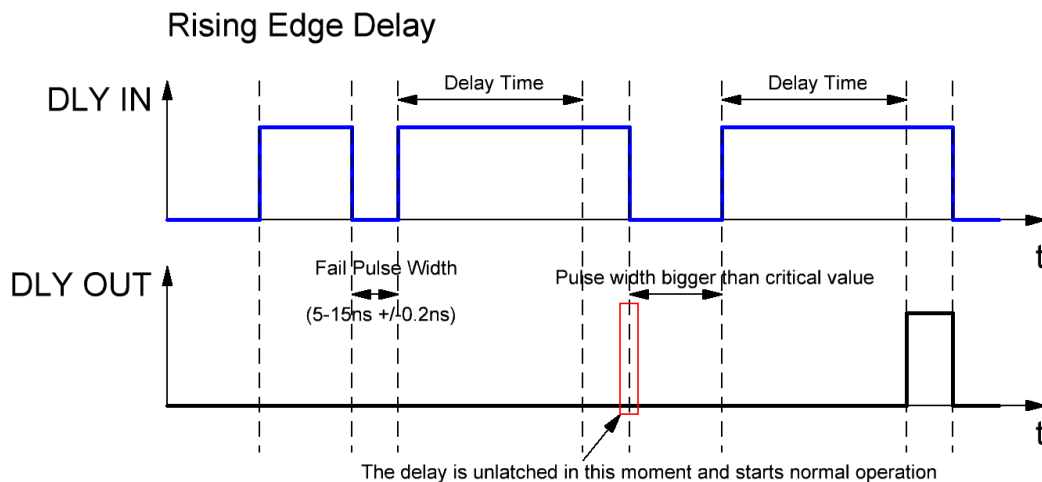 Rising Edge Delay
DLY IN
Delay Time
Delay Time
t
DLY OUT
Fail Pulse Width
(5-15ns +/-0.2ns)
Pulse width bigger than critical value
t
The delay is unlatched in this moment and starts normal operation